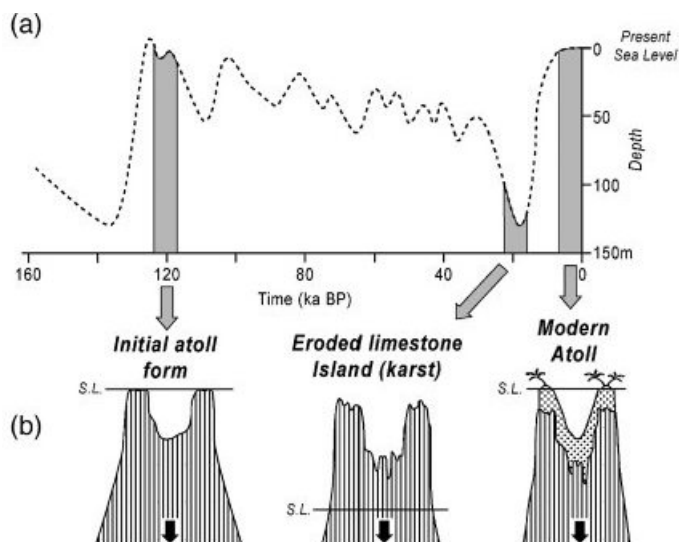 (a)
Present
Sea Level
0
50
100
150m
Depth
160
120
80
40
0
Time (ka BP)
Initial atoll
form
Eroded limestone
Island (karst)
Modern
Atoll
(b)
S.L.
S.L.
S.L.